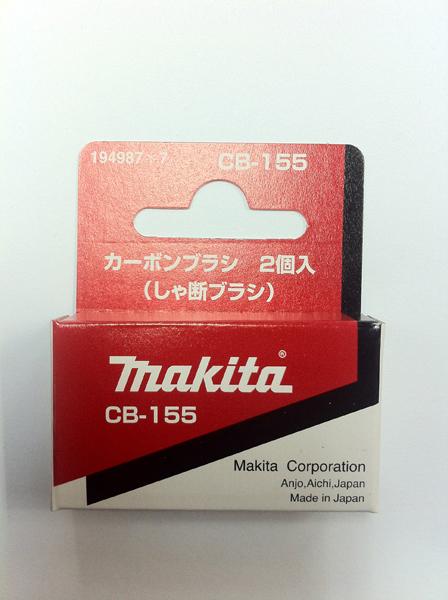 194987-7 CB-155
カーボンブラシ 2個入
(しゃ断ブラシ)
makita®
CB-155
Makita Corporation
Anjo,Aichi,Japan
Made in Japan